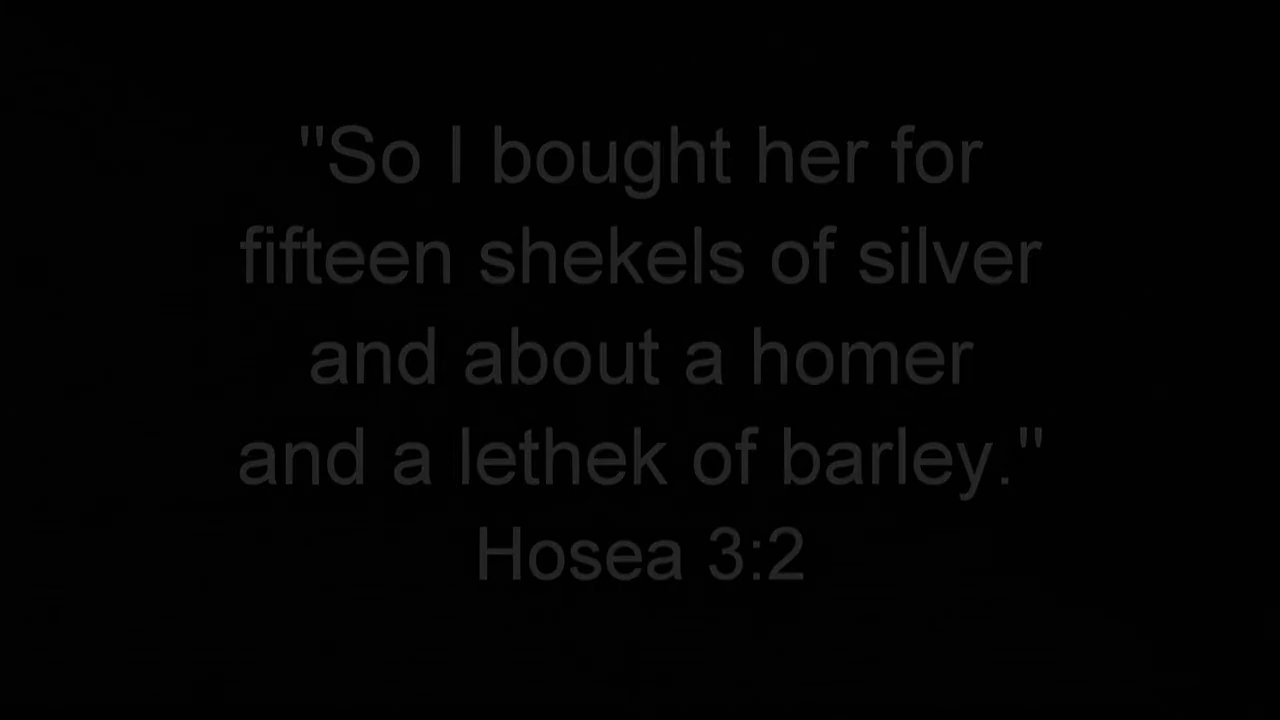 "So I bought her for
fifteen shekels of silver
and about a homer
and a lethek of barley."
Hosea 3:2